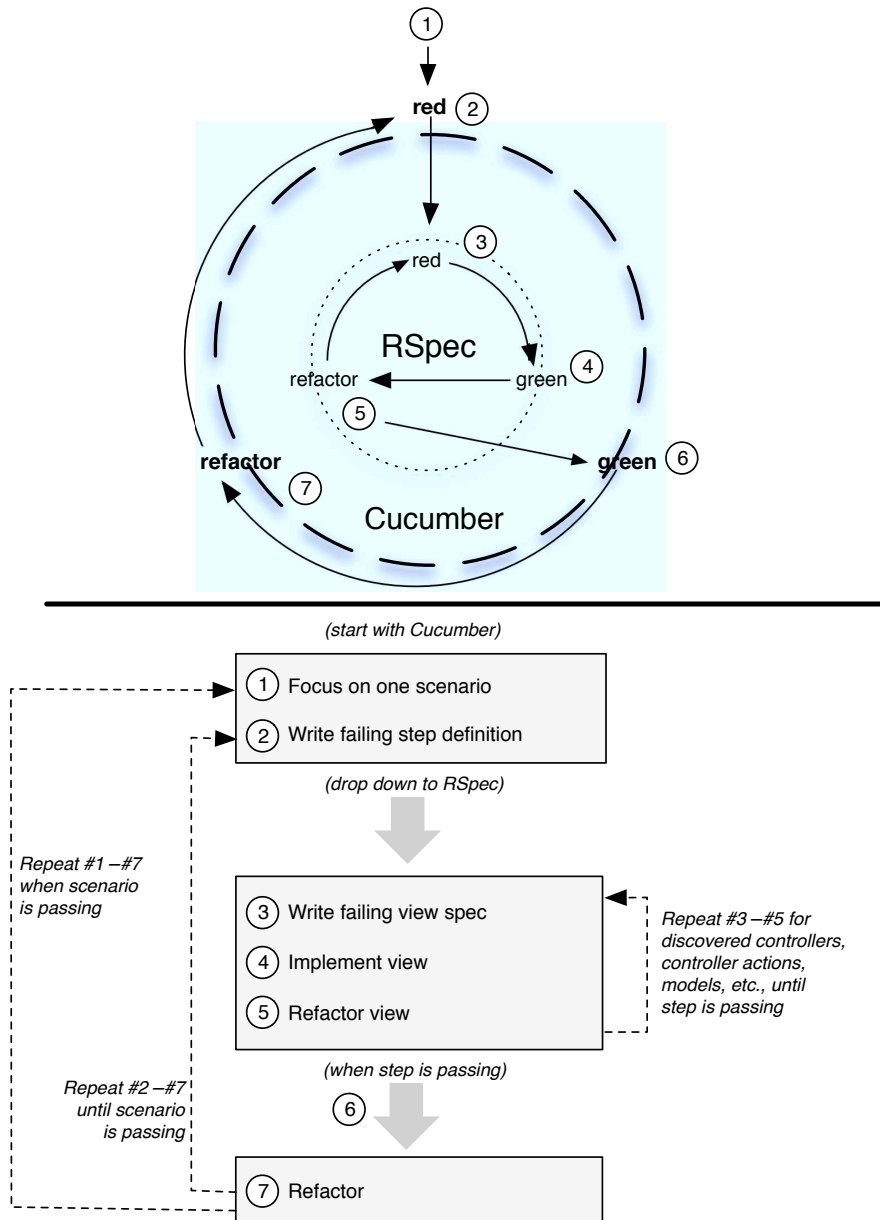 1
red 2
3
red
RSpec
refactor
green 4
5
refactor
green 6
7
Cucumber
(start with Cucumber)
1 Focus on one scenario
2 Write failing step definition
(drop down to RSpec)
Repeat #1–#7
when scenario
is passing
3 Write failing view spec
4 Implement view
5 Refactor view
Repeat #3–#5 for
discovered controllers,
controller actions,
models, etc., until
step is passing
(when step is passing)
Repeat #2–#7
until scenario
is passing
6
7 Refactor